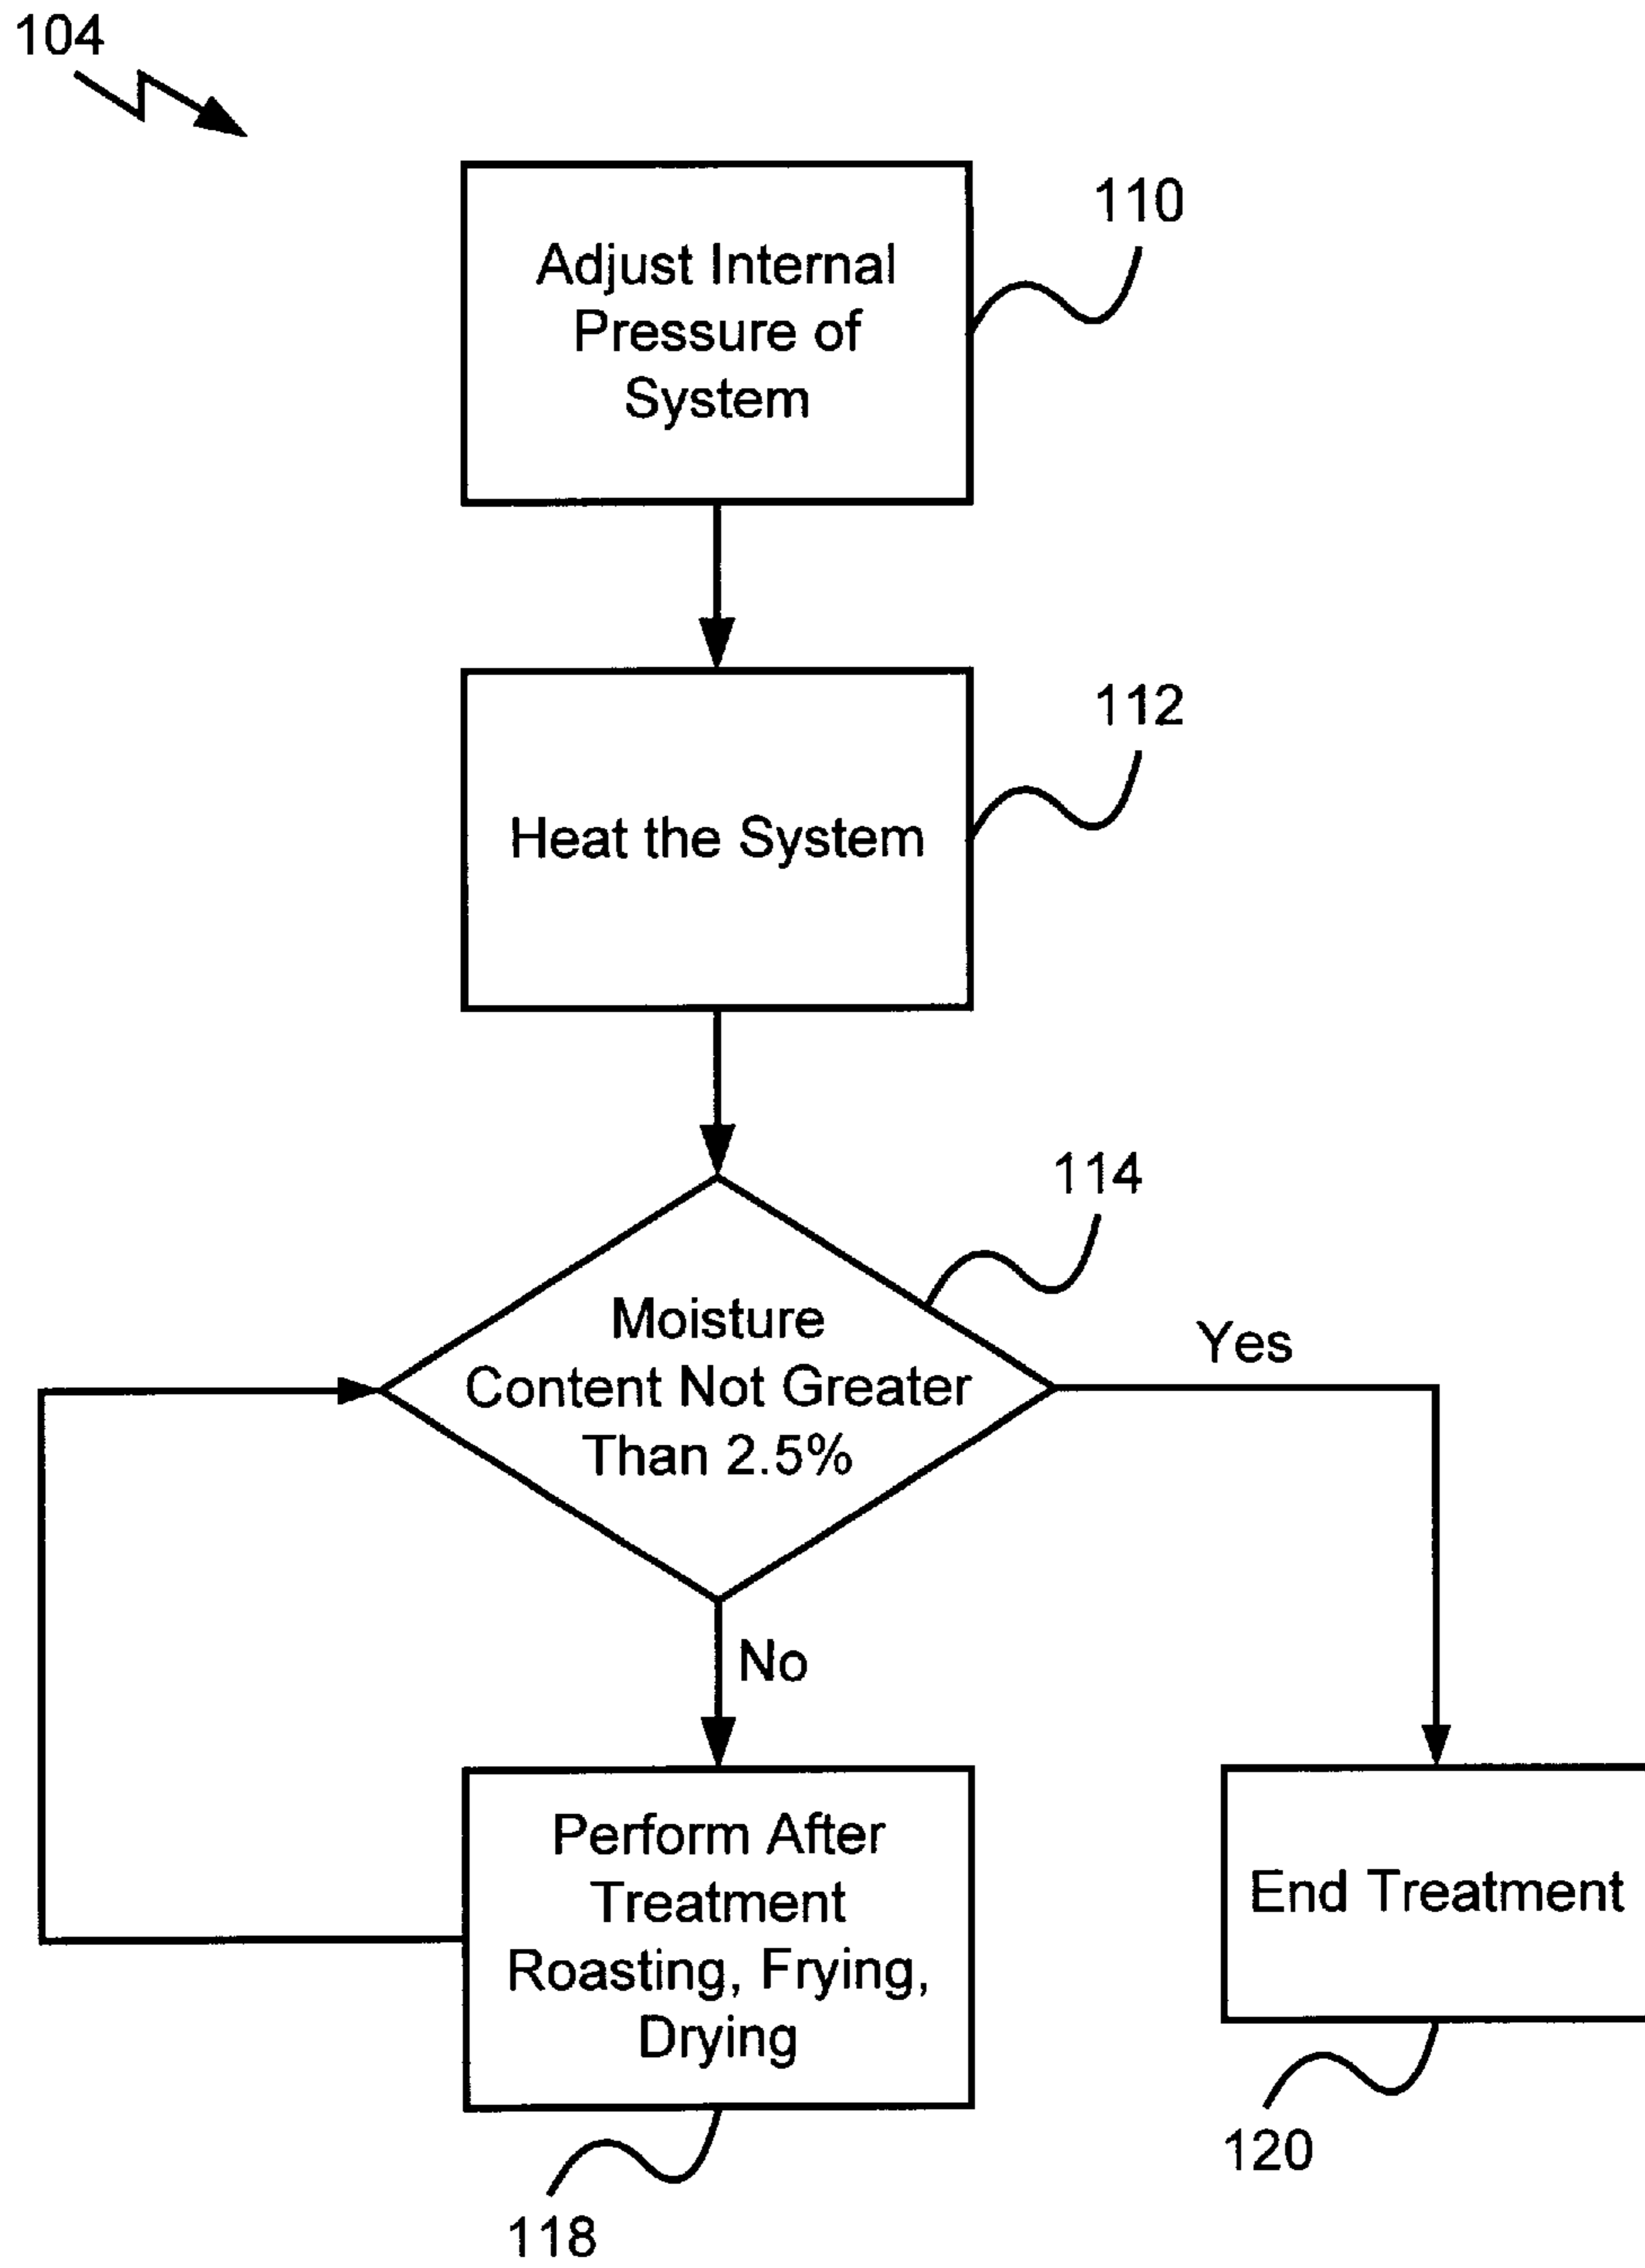 104
110
Adjust Internal
Pressure of
System
112
Heat the System
114
Moisture
Content Not Greater
Than 2.5%
Yes
No
Perform After
Treatment
Roasting, Frying,
Drying
End Treatment
118
120